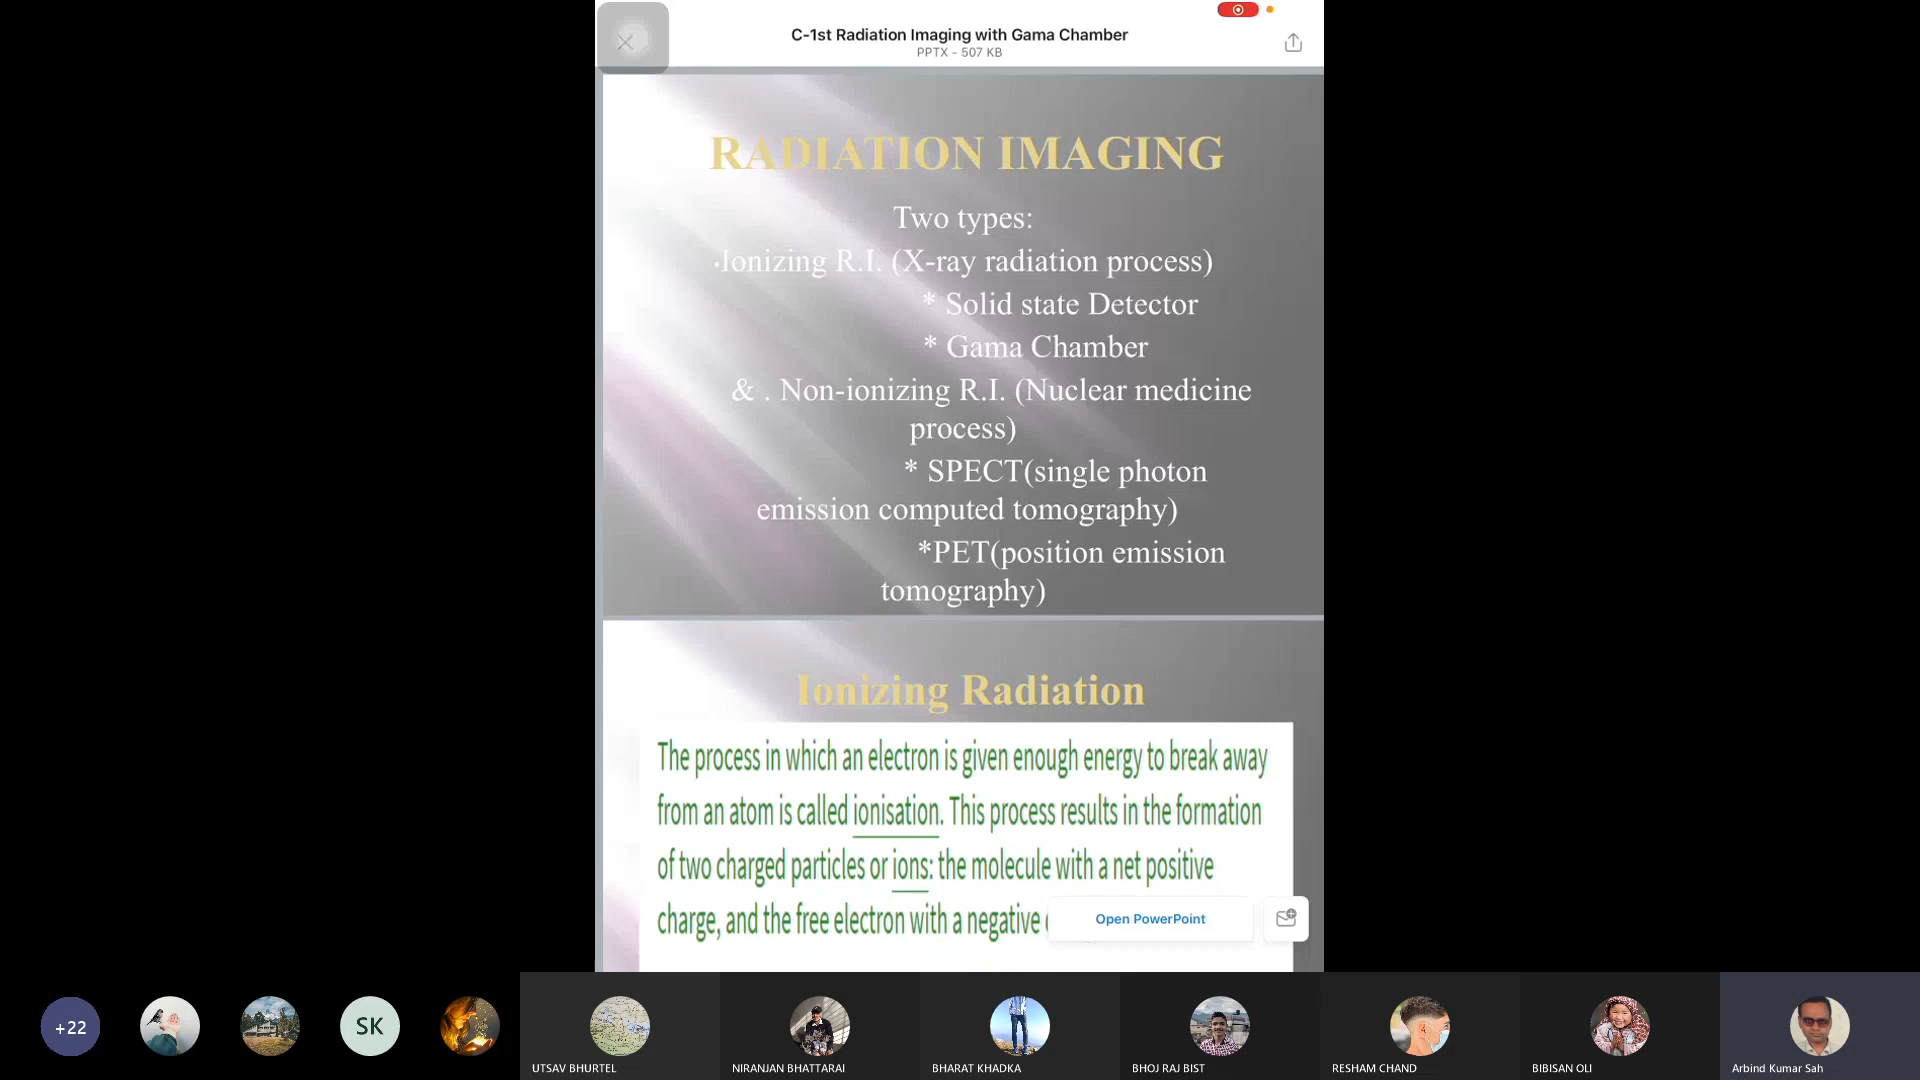 C-1st Radiation Imaging with Gama Chamber
PPTX - 507 KB
RADIATION IMAGING
Two types:
•Ionizing R.I. (X-ray radiation process)
* Solid state Detector
* Gama Chamber
& . Non-ionizing R.I. (Nuclear medicine
process)
* SPECT(single photon
emission computed tomography)
*PET(position emission
tomography)
Ionizing Radiation
The process in which an electron is given enough energy to break away
from an atom is called ionisation. This process results in the formation
of two charged particles or ions: the molecule with a net positive
charge, and the free electron with a negative
Open PowerPoint
+22
SK
UTSAV BHURTEL
NIRANJAN BHATTARAI
BHARAT KHADKA
BHOJ RAJ BIST
RESHAM CHAND
BIBISAN OLI
Arbind Kumar Sah